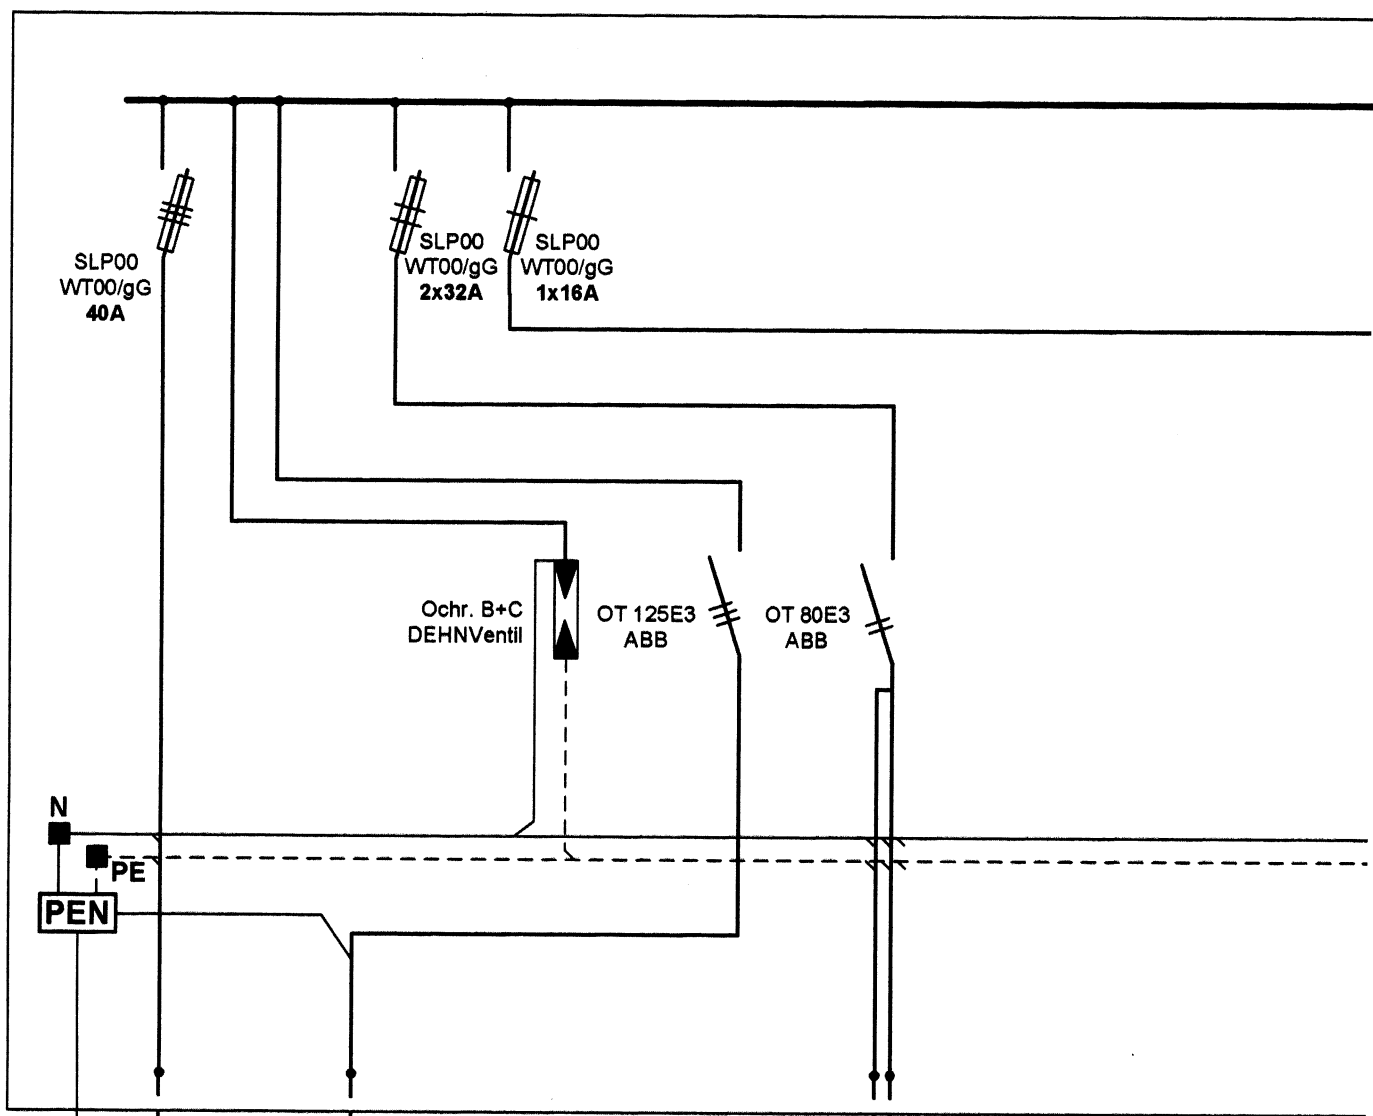 SLP00
WT00/gG
40A
SLP00
WT00/gG
2x32A
SLP00
WT00/gG
1x16A
Ochr. B+C
DEHNVentil
OT 125E3
ABB
OT 80E3
ABB
N
PE
PEN